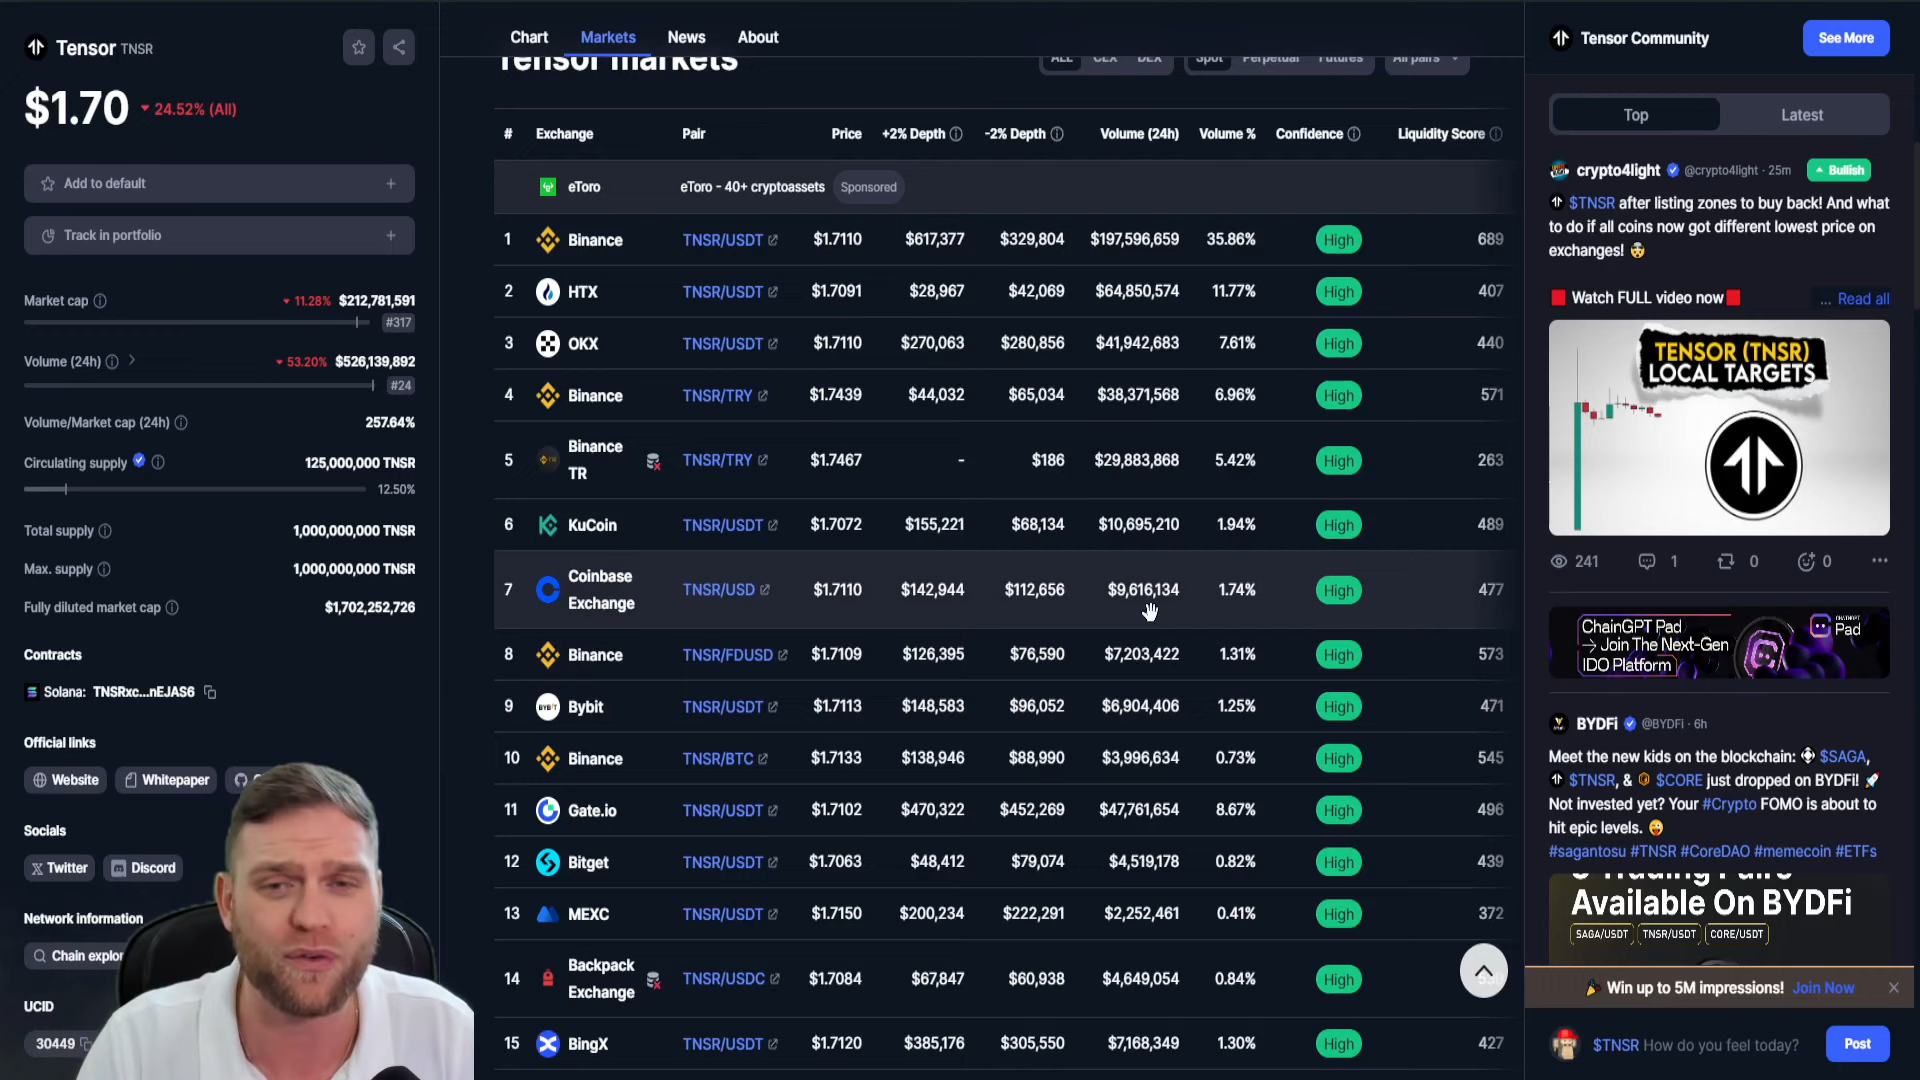 Tensor TNSR
$1.70 24.52% (All)
Add to default
Track in portfolio
Market cap 11.28% $212,781,591
#317
Volume (24h) 53.20% $526,139,892
#24
Volume/Market cap (24h) 257.64%
Circulating supply 125,000,000 TNSR
12.50%
Total supply 1,000,000,000 TNSR
Max. supply 1,000,000,000 TNSR
Fully diluted market cap $1,702,252,726
Contracts
Solana: TNSRxc...nEJAS6
Official links
Website Whitepaper
Socials
Twitter Discord
Network information
Chain explor
UCID
30449
Chart Markets News About
Tensor markets
ALL CEX DEX Spot Perpetual Futures All pairs
# Exchange Pair Price +2% Depth -2% Depth Volume (24h) Volume % Confidence Liquidity Score
eToro eToro - 40+ cryptoassets Sponsored
1 Binance TNSR/USDT $1.7110 $617,377 $329,804 $197,596,659 35.86% High 689
2 HTX TNSR/USDT $1.7091 $28,967 $42,069 $64,850,574 11.77% High 407
3 OKX TNSR/USDT $1.7110 $270,063 $280,856 $41,942,683 7.61% High 440
4 Binance TNSR/TRY $1.7439 $44,032 $65,034 $38,371,568 6.96% High 571
5 Binance TR TNSR/TRY $1.7467 - $186 $29,883,868 5.42% High 263
6 KuCoin TNSR/USDT $1.7072 $155,221 $68,134 $10,695,210 1.94% High 489
7 Coinbase Exchange TNSR/USD $1.7110 $142,944 $112,656 $9,616,134 1.74% High 477
8 Binance TNSR/FDUSD $1.7109 $126,395 $76,590 $7,203,422 1.31% High 573
9 Bybit TNSR/USDT $1.7113 $148,583 $96,052 $6,904,406 1.25% High 471
10 Binance TNSR/BTC $1.7133 $138,946 $88,990 $3,996,634 0.73% High 545
11 Gate.io TNSR/USDT $1.7102 $470,322 $452,269 $47,761,654 8.67% High 496
12 Bitget TNSR/USDT $1.7063 $48,412 $79,074 $4,519,178 0.82% High 439
13 MEXC TNSR/USDT $1.7150 $200,234 $222,291 $2,252,461 0.41% High 372
14 Backpack Exchange TNSR/USDC $1.7084 $67,847 $60,938 $4,649,054 0.84% High
15 BingX TNSR/USDT $1.7120 $385,176 $305,550 $7,168,349 1.30% High 427
Tensor Community See More
Top Latest
crypto4light @crypto4light · 25m Bullish
$TNSR after listing zones to buy back! And what
to do if all coins now got different lowest price on
exchanges! 🤯
🟥 Watch FULL video now🟥 ... Read all
TENSOR (TNSR)
LOCAL TARGETS
241 1 0 0
ChainGPT Pad
→ Join The Next-Gen
IDO Platform
CHAINGPT
Pad
BYDFi @BYDFi · 6h
Meet the new kids on the blockchain: $SAGA,
$TNSR, & $CORE just dropped on BYDFi! 🚀
Not invested yet? Your #Crypto FOMO is about to
hit epic levels. 😜
#sagantosu #TNSR #CoreDAO #memecoin #ETFs
Trading Pairs
Available On BYDFi
SAGA/USDT TNSR/USDT CORE/USDT
🎉 Win up to 5M impressions! Join Now
$TNSR How do you feel today? Post